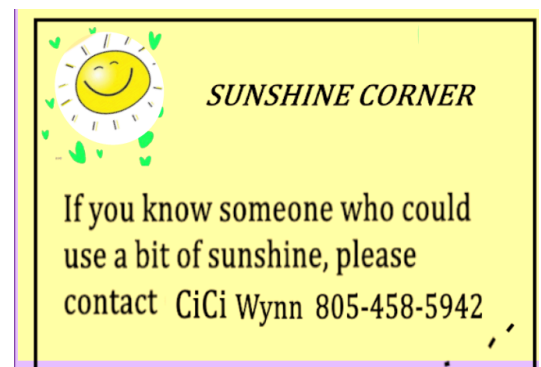 SUNSHINE CORNER
If you know someone who could
use a bit of sunshine, please
contact CiCi Wynn 805-458-5942